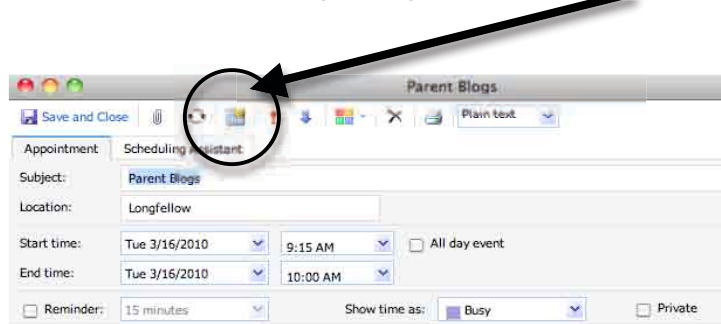 Parent Blogs
Save and Close Plain text
Appointment Scheduling Assistant
Subject: Parent Blogs
Location: Longfellow
Start time: Tue 3/16/2010 9:15 AM All day event
End time: Tue 3/16/2010 10:00 AM
Reminder: 15 minutes Show time as: Busy Private